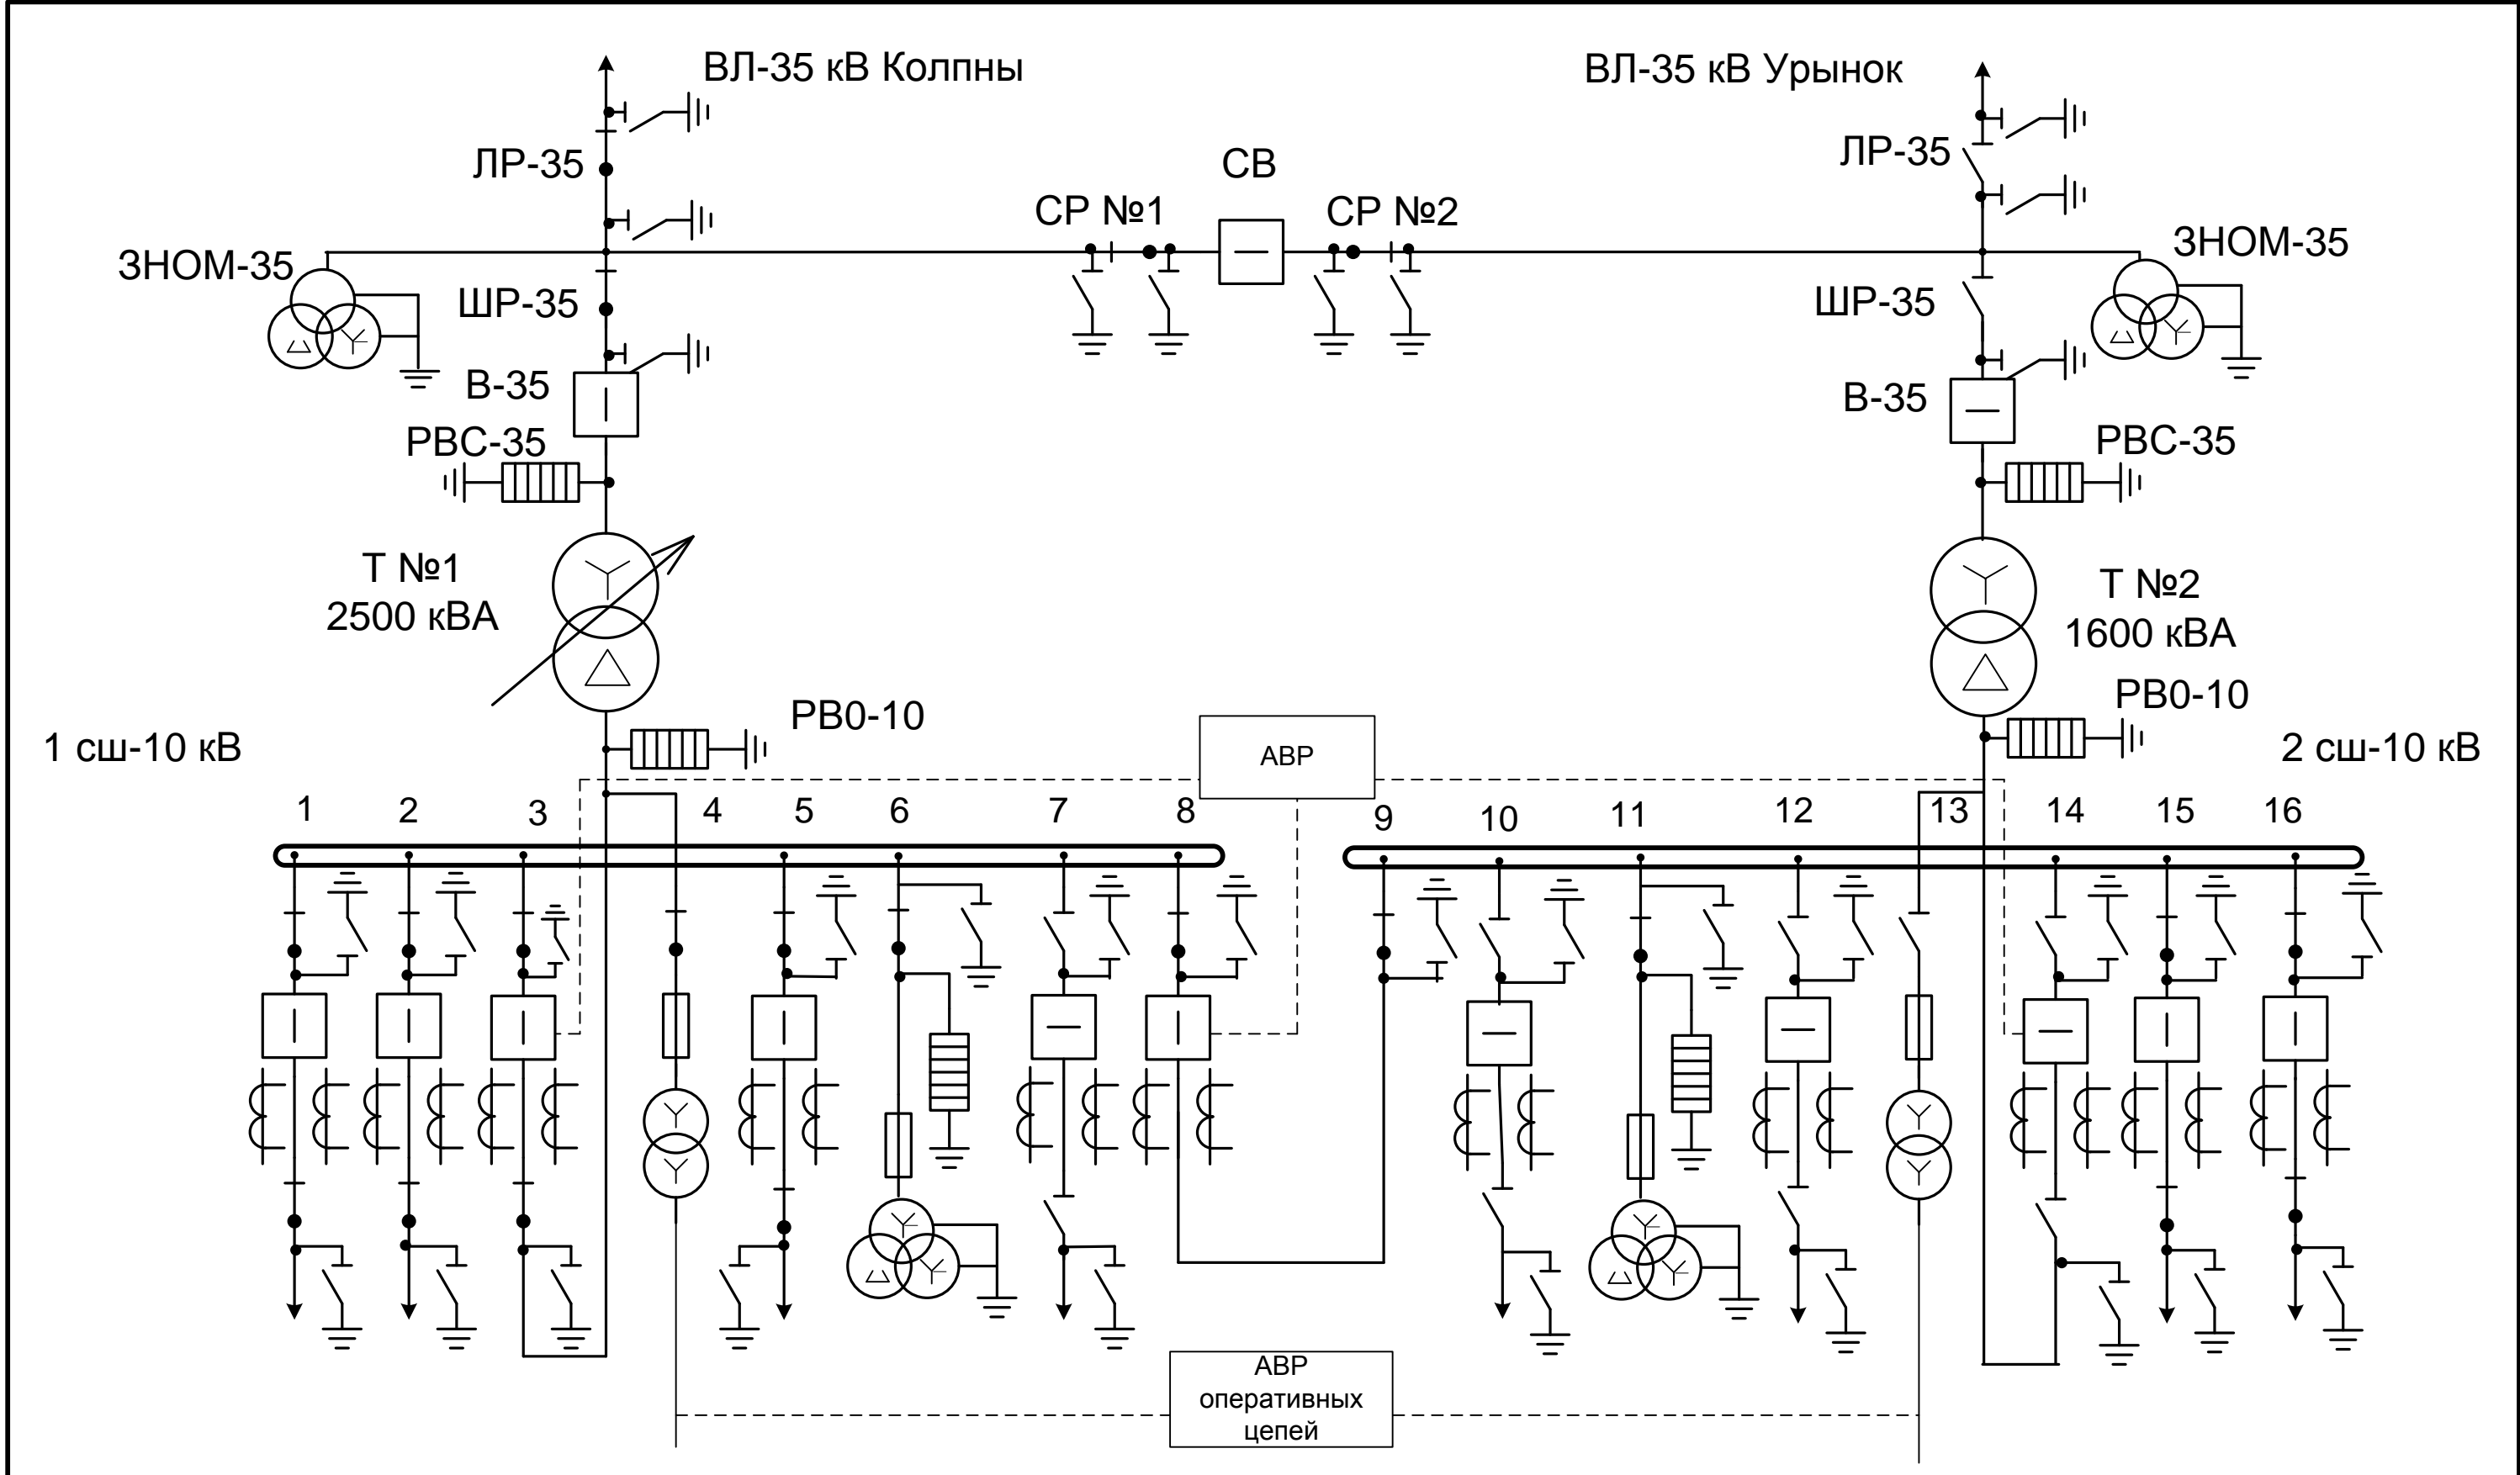 ВЛ-35 кВ Колпны
ВЛ-35 кВ Урынок
ЛР-35
СВ
ЛР-35
СР №1
СР №2
ЗНОМ-35
ЗНОМ-35
ШР-35
ШР-35
В-35
В-35
РВС-35
РВС-35
Т №1
2500 кВА
Т №2
1600 кВА
РВ0-10
РВ0-10
1 сш-10 кВ
АВР
2 сш-10 кВ
1 2 3 4 5 6 7 8 9 10 11 12 13 14 15 16
АВР
оперативных
цепей